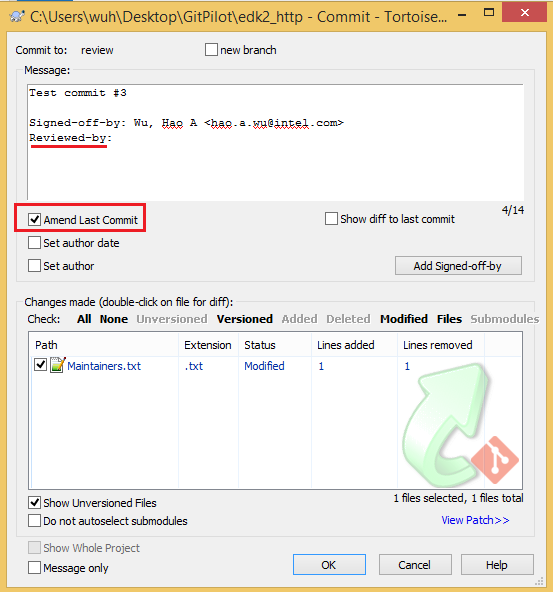 C:\Users\wuh\Desktop\GitPilot\edk2_http - Commit - Tortoise...
Commit to: review new branch
Message:
Test commit #3
Signed-off-by: Wu, Hao A <hao.a.wu@intel.com>
Reviewed-by:
4/14
Amend Last Commit Show diff to last commit
Set author date
Set author Add Signed-off-by
Changes made (double-click on file for diff):
Check: All None Unversioned Versioned Added Deleted Modified Files Submodules
Path Extension Status Lines added Lines removed
Maintainers.txt .txt Modified 1 1
1 files selected, 1 files total
Show Unversioned Files
Do not autoselect submodules View Patch>>
Show Whole Project
Message only OK Cancel Help